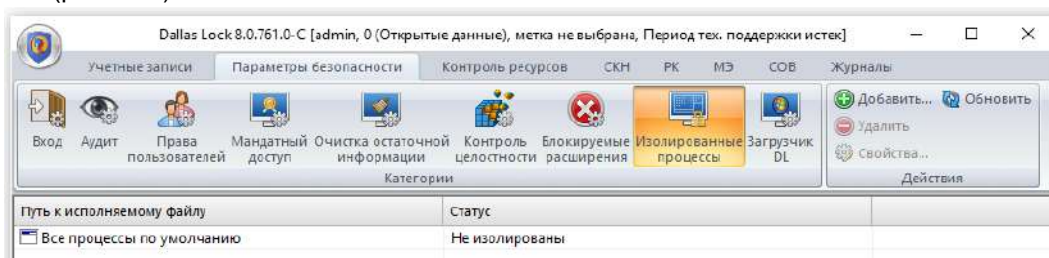 Dallas Lock 8.0.761.0-C [admin, 0 (Открытые данные), метка не выбрана, Период тех. поддержки истек]
Учетные записи Параметры безопасности Контроль ресурсов СКН РК МЭ СОВ Журналы
Вход Аудит Права пользователей Мандатный доступ Очистка остаточной информации Контроль целостности Блокируемые расширения Изолированные процессы Загрузчик DL
Категории
Добавить... Обновить
Удалить
Свойства...
Действия
Путь к исполняемому файлу Статус
Все процессы по умолчанию Не изолированы